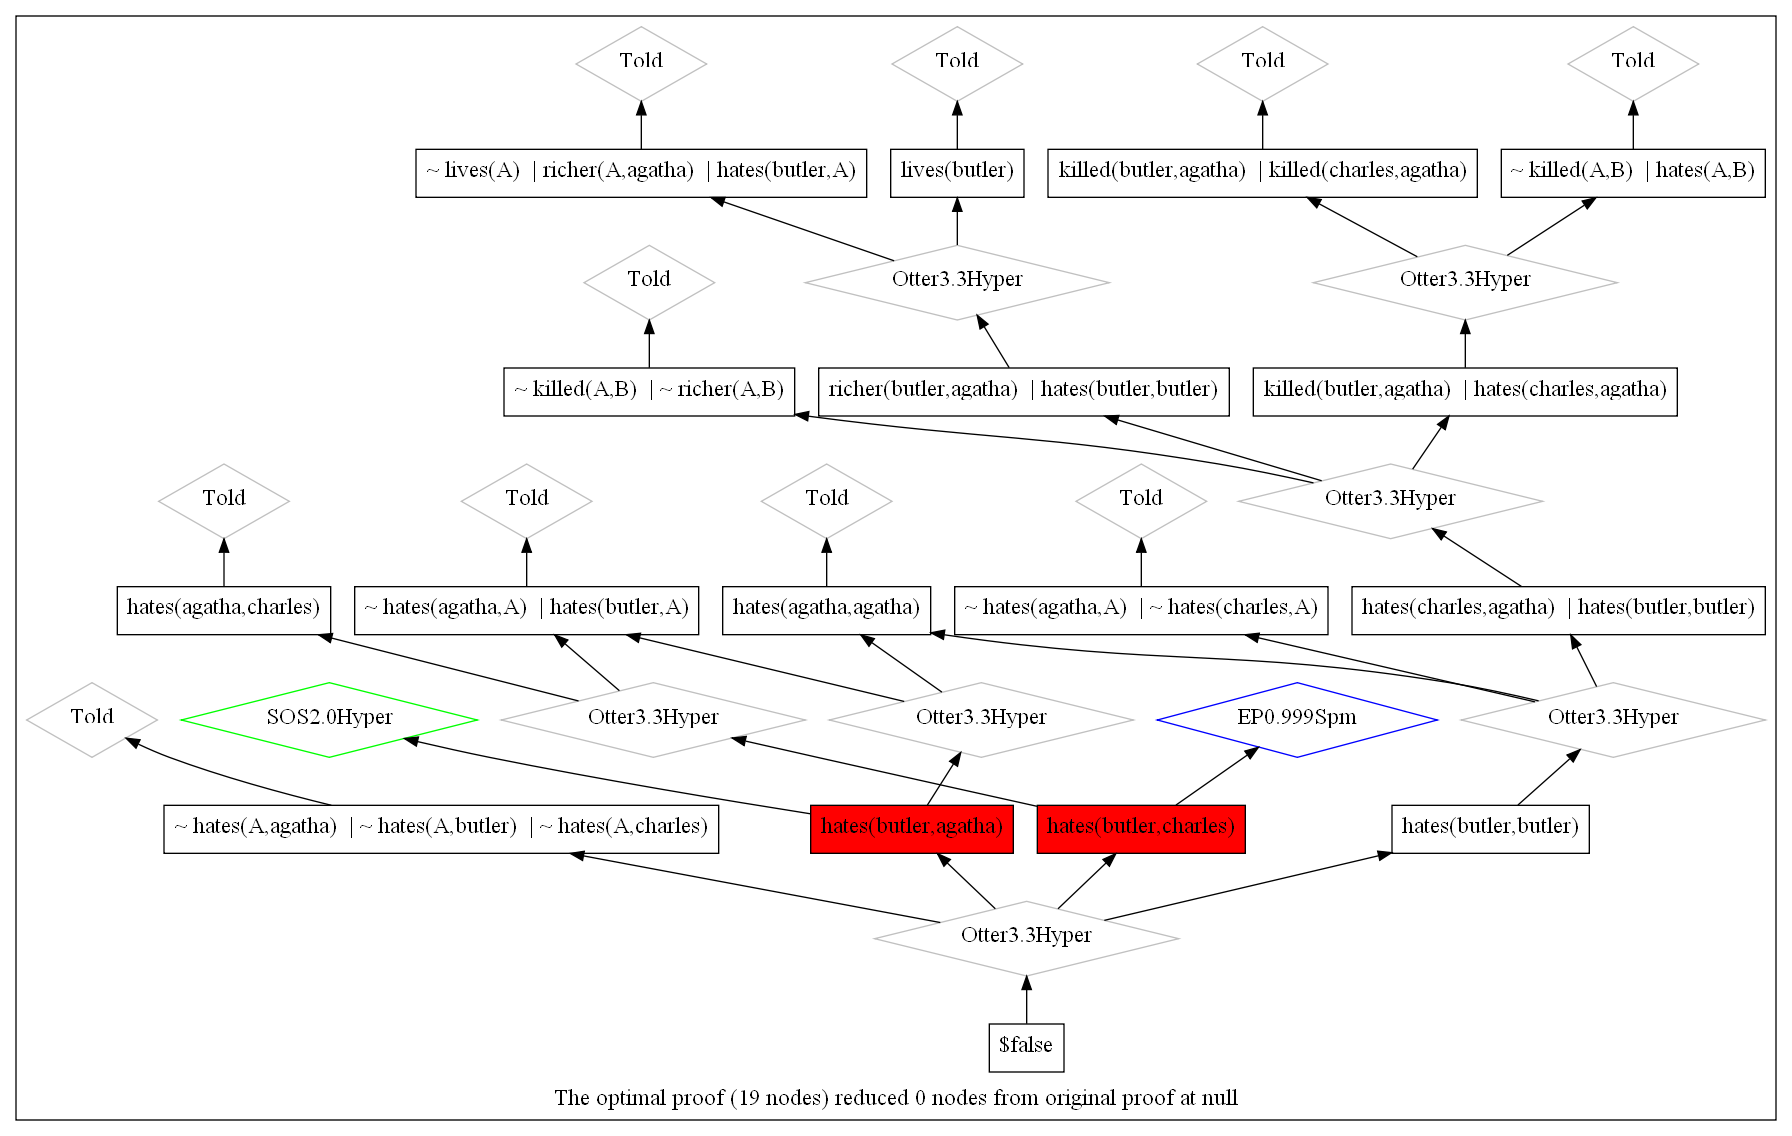 Told
Told
Told
Told
~ lives(A) | richer(A,agatha) | hates(butler,A)
lives(butler)
killed(butler,agatha) | killed(charles,agatha)
~ killed(A,B) | hates(A,B)
Told
Otter3.3Hyper
Otter3.3Hyper
~ killed(A,B) | ~ richer(A,B)
richer(butler,agatha) | hates(butler,butler)
killed(butler,agatha) | hates(charles,agatha)
Told
Told
Told
Told
Otter3.3Hyper
hates(agatha,charles)
~ hates(agatha,A) | hates(butler,A)
hates(agatha,agatha)
~ hates(agatha,A) | ~ hates(charles,A)
hates(charles,agatha) | hates(butler,butler)
Told
SOS2.0Hyper
Otter3.3Hyper
Otter3.3Hyper
EP0.999Spm
Otter3.3Hyper
~ hates(A,agatha) | ~ hates(A,butler) | ~ hates(A,charles)
hates(butler,agatha)
hates(butler,charles)
hates(butler,butler)
Otter3.3Hyper
$false
The optimal proof (19 nodes) reduced 0 nodes from original proof at null